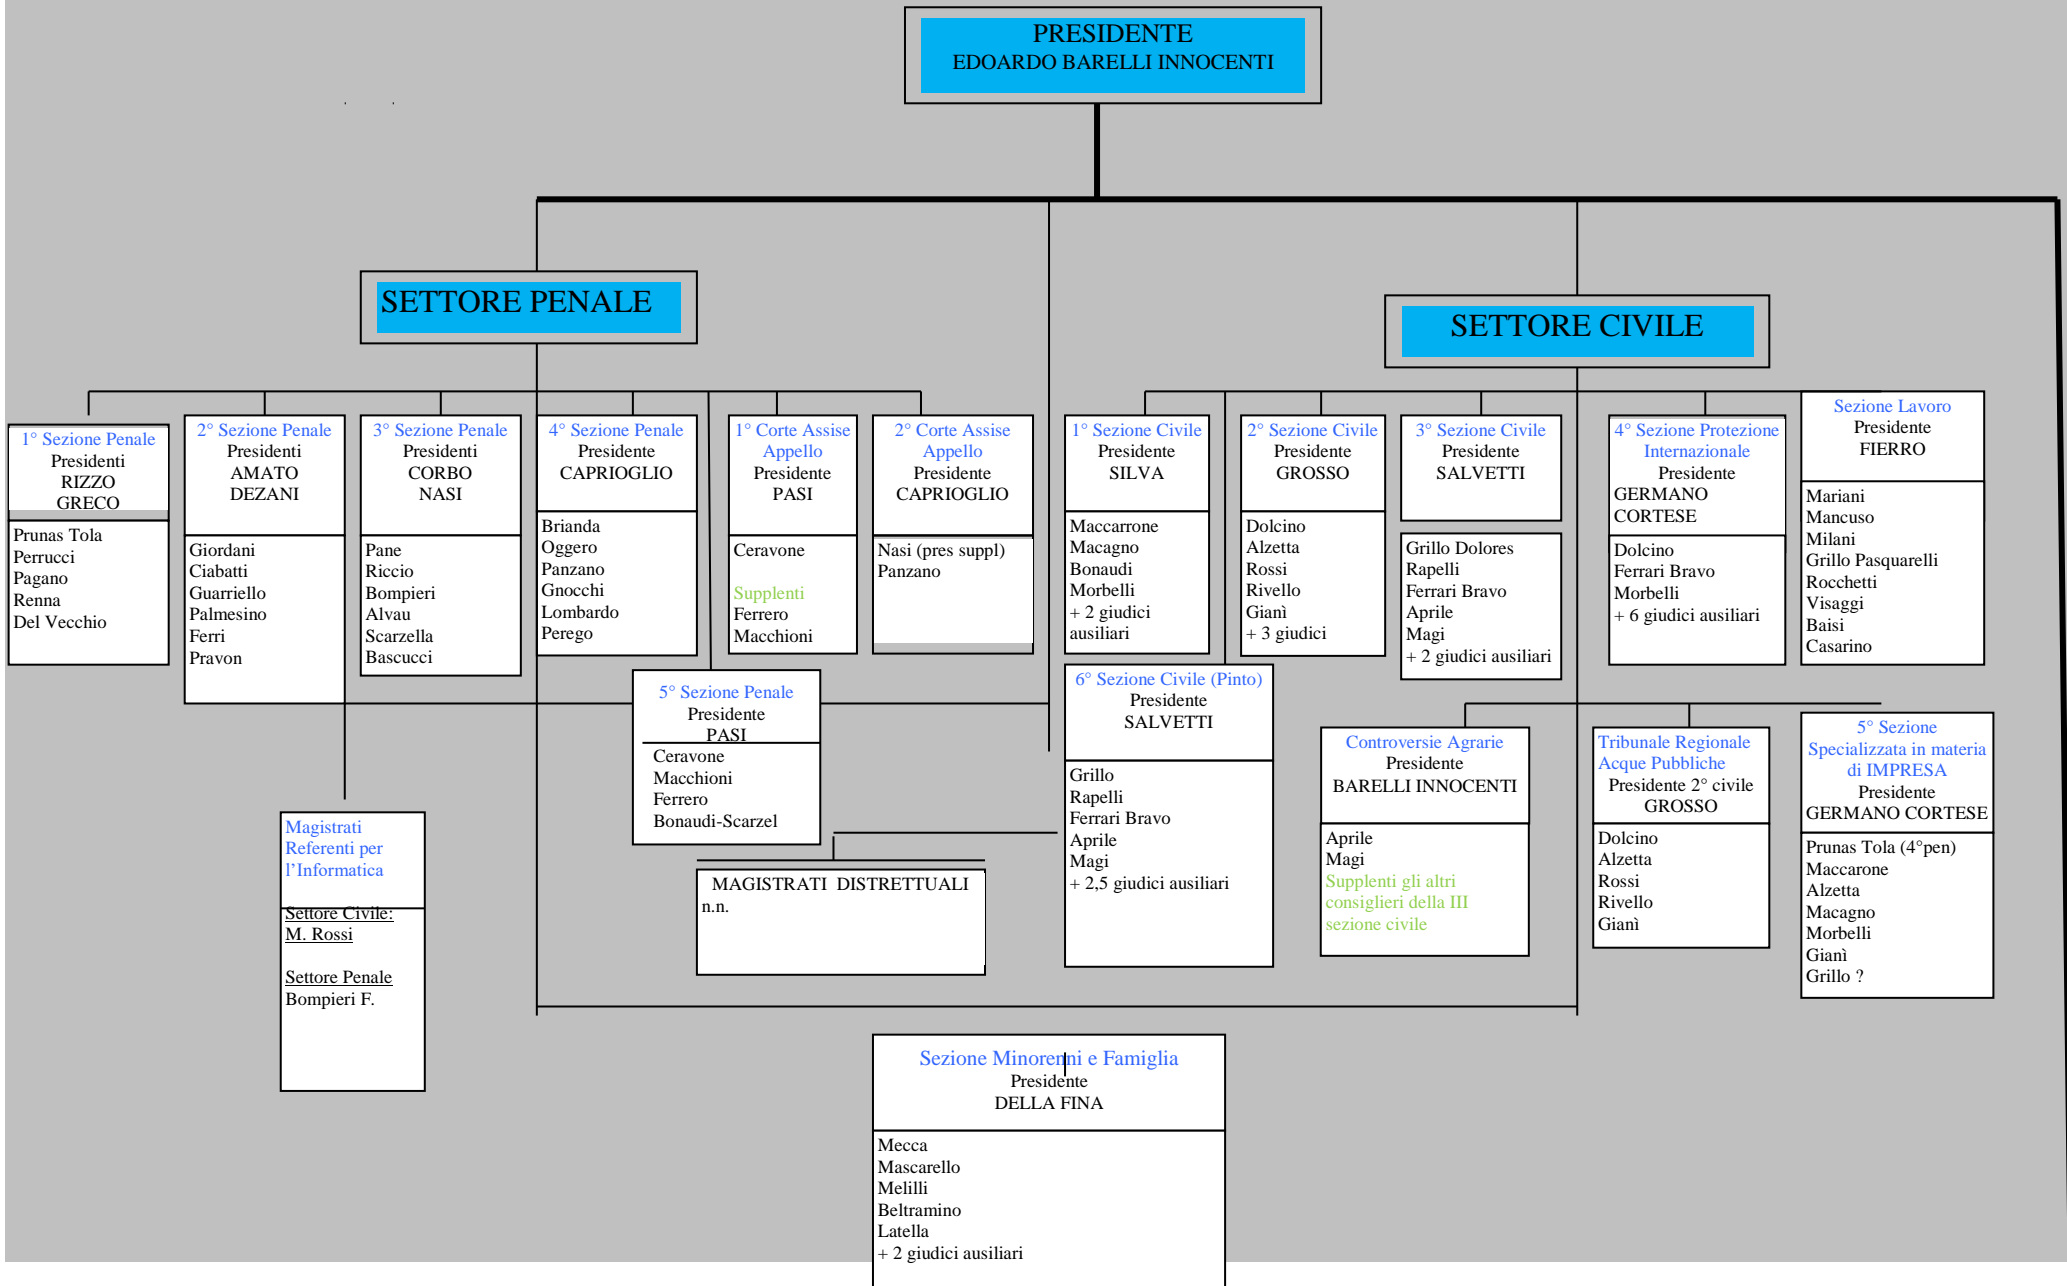 PRESIDENTE
EDOARDO BARELLI INNOCENTI
SETTORE PENALE
SETTORE CIVILE
1° Sezione Penale
Presidenti
RIZZO
GRECO
Prunas Tola
Perrucci
Pagano
Renna
Del Vecchio
2° Sezione Penale
Presidenti
AMATO
DEZANI
Giordani
Ciabatti
Guarriello
Palmesino
Ferri
Pravon
3° Sezione Penale
Presidenti
CORBO
NASI
Pane
Riccio
Bompieri
Alvau
Scarzella
Bascucci
4° Sezione Penale
Presidente
CAPRIOGLIO
Brianda
Oggero
Panzano
Gnocchi
Lombardo
Perego
1° Corte Assise
Appello
Presidente
PASI
Ceravone
Supplenti
Ferrero
Macchioni
2° Corte Assise
Appello
Presidente
CAPRIOGLIO
Nasi (pres suppl)
Panzano
1° Sezione Civile
Presidente
SILVA
Maccarrone
Macagno
Bonaudi
Morbelli
+ 2 giudici
ausiliari
2° Sezione Civile
Presidente
GROSSO
Dolcino
Alzetta
Rossi
Rivello
Gianì
+ 3 giudici
3° Sezione Civile
Presidente
SALVETTI
Grillo Dolores
Rapelli
Ferrari Bravo
Aprile
Magi
+ 2 giudici ausiliari
4° Sezione Protezione
Internazionale
Presidente
GERMANO
CORTESE
Dolcino
Ferrari Bravo
Morbelli
+ 6 giudici ausiliari
Sezione Lavoro
Presidente
FIERRO
Mariani
Mancuso
Milani
Grillo Pasquarelli
Rocchetti
Visaggi
Baisi
Casarino
5° Sezione Penale
Presidente
PASI
Ceravone
Macchioni
Ferrero
Bonaudi-Scarzel
6° Sezione Civile (Pinto)
Presidente
SALVETTI
Grillo
Rapelli
Ferrari Bravo
Aprile
Magi
+ 2,5 giudici ausiliari
Controversie Agrarie
Presidente
BARELLI INNOCENTI
Aprile
Magi
Supplenti gli altri
consiglieri della III
sezione civile
Tribunale Regionale
Acque Pubbliche
Presidente 2° civile
GROSSO
Dolcino
Alzetta
Rossi
Rivello
Gianì
5° Sezione
Specializzata in materia
di IMPRESA
Presidente
GERMANO CORTESE
Prunas Tola (4°pen)
Maccarone
Alzetta
Macagno
Morbelli
Gianì
Grillo ?
Magistrati
Referenti per
l’Informatica
Settore Civile:
M. Rossi
Settore Penale
Bompieri F.
MAGISTRATI DISTRETTUALI
n.n.
Sezione Minorenni e Famiglia
Presidente
DELLA FINA
Mecca
Mascarello
Melilli
Beltramino
Latella
+ 2 giudici ausiliari